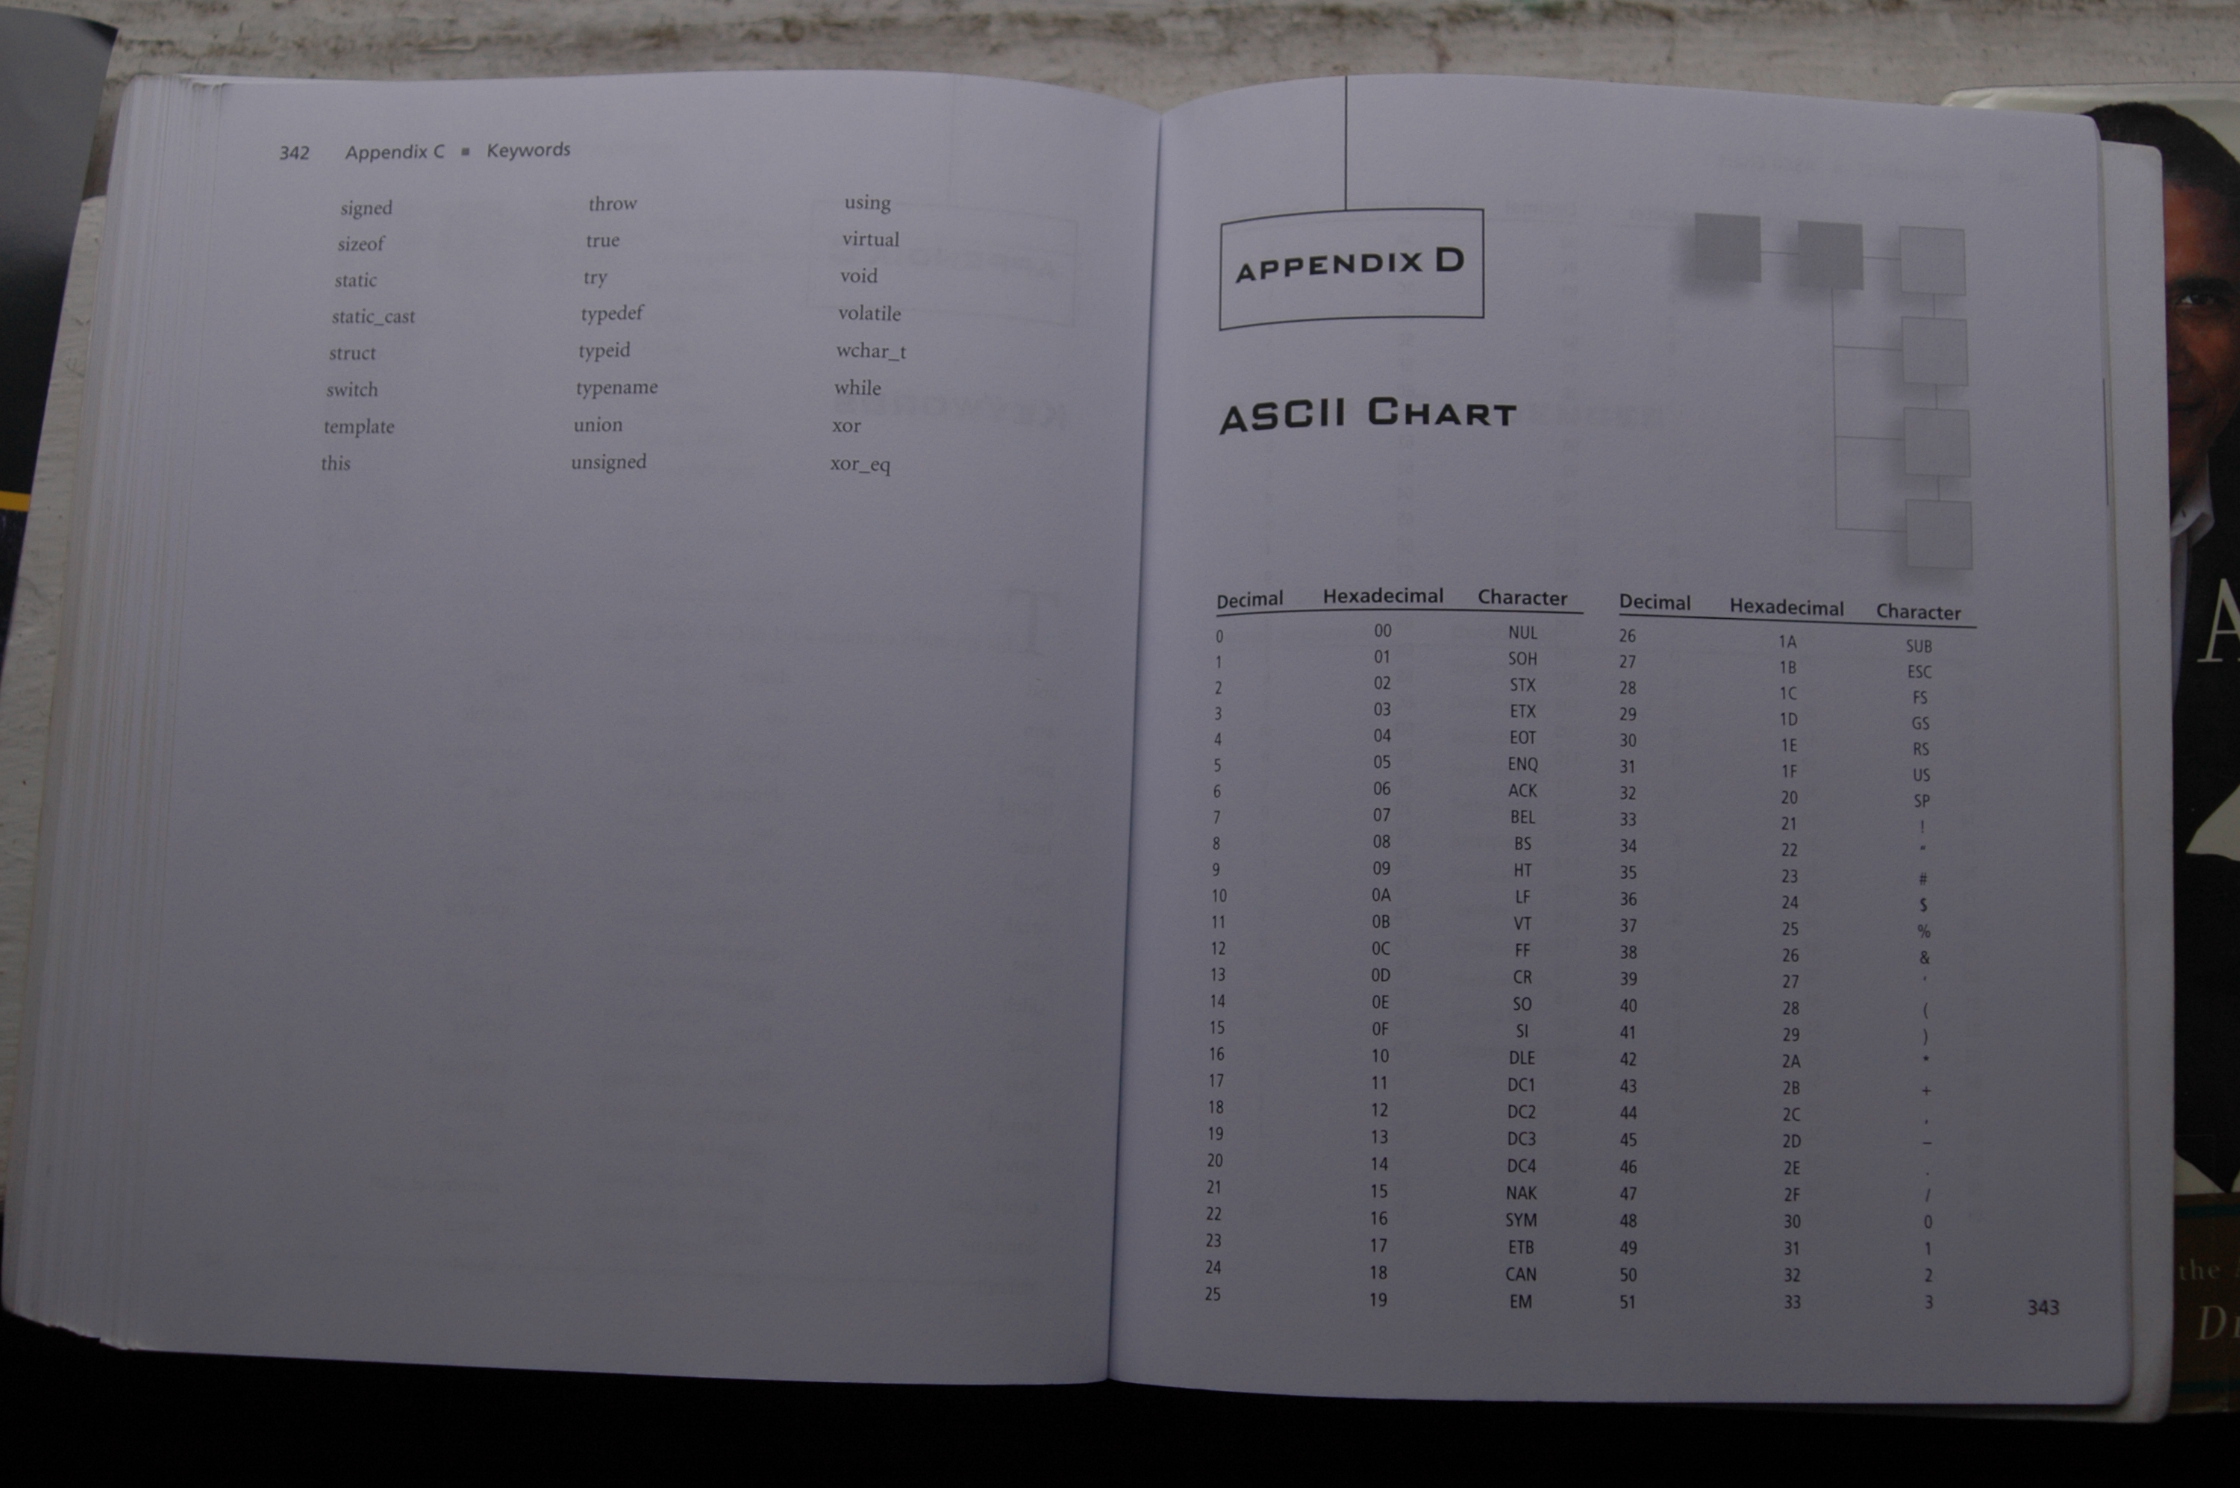 342 Appendix C ■ Keywords
signed throw using
sizeof true virtual
static try void
static_cast typedef volatile
struct typeid wchar_t
switch typename while
template union xor
this unsigned xor_eq
APPENDIX D
ASCII CHART
Decimal Hexadecimal Character Decimal Hexadecimal Character
0 00 NUL 26 1A SUB
1 01 SOH 27 1B ESC
2 02 STX 28 1C FS
3 03 ETX 29 1D GS
4 04 EOT 30 1E RS
5 05 ENQ 31 1F US
6 06 ACK 32 20 SP
7 07 BEL 33 21 !
8 08 BS 34 22 "
9 09 HT 35 23 #
10 0A LF 36 24 $
11 0B VT 37 25 %
12 0C FF 38 26 &
13 0D CR 39 27 '
14 0E SO 40 28 (
15 0F SI 41 29 )
16 10 DLE 42 2A *
17 11 DC1 43 2B +
18 12 DC2 44 2C '
19 13 DC3 45 2D –
20 14 DC4 46 2E .
21 15 NAK 47 2F /
22 16 SYM 48 30 0
23 17 ETB 49 31 1
24 18 CAN 50 32 2
25 19 EM 51 33 3
343
the